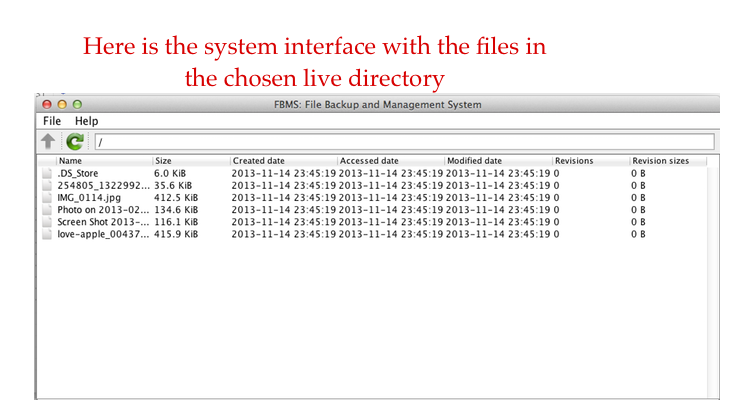 Here is the system interface with the files in
the chosen live directory
FBMS: File Backup and Management System
File Help
/
Name Size Created date Accessed date Modified date Revisions Revision sizes
.DS_Store 6.0 KiB 2013-11-14 23:45:19 2013-11-14 23:45:19 2013-11-14 23:45:19 0 0 B
254805_1322992... 35.6 KiB 2013-11-14 23:45:19 2013-11-14 23:45:19 2013-11-14 23:45:19 0 0 B
IMG_0114.jpg 412.5 KiB 2013-11-14 23:45:19 2013-11-14 23:45:19 2013-11-14 23:45:19 0 0 B
Photo on 2013-02... 134.6 KiB 2013-11-14 23:45:19 2013-11-14 23:45:19 2013-11-14 23:45:19 0 0 B
Screen Shot 2013-... 116.1 KiB 2013-11-14 23:45:19 2013-11-14 23:45:19 2013-11-14 23:45:19 0 0 B
love-apple_00437... 415.9 KiB 2013-11-14 23:45:19 2013-11-14 23:45:19 2013-11-14 23:45:19 0 0 B